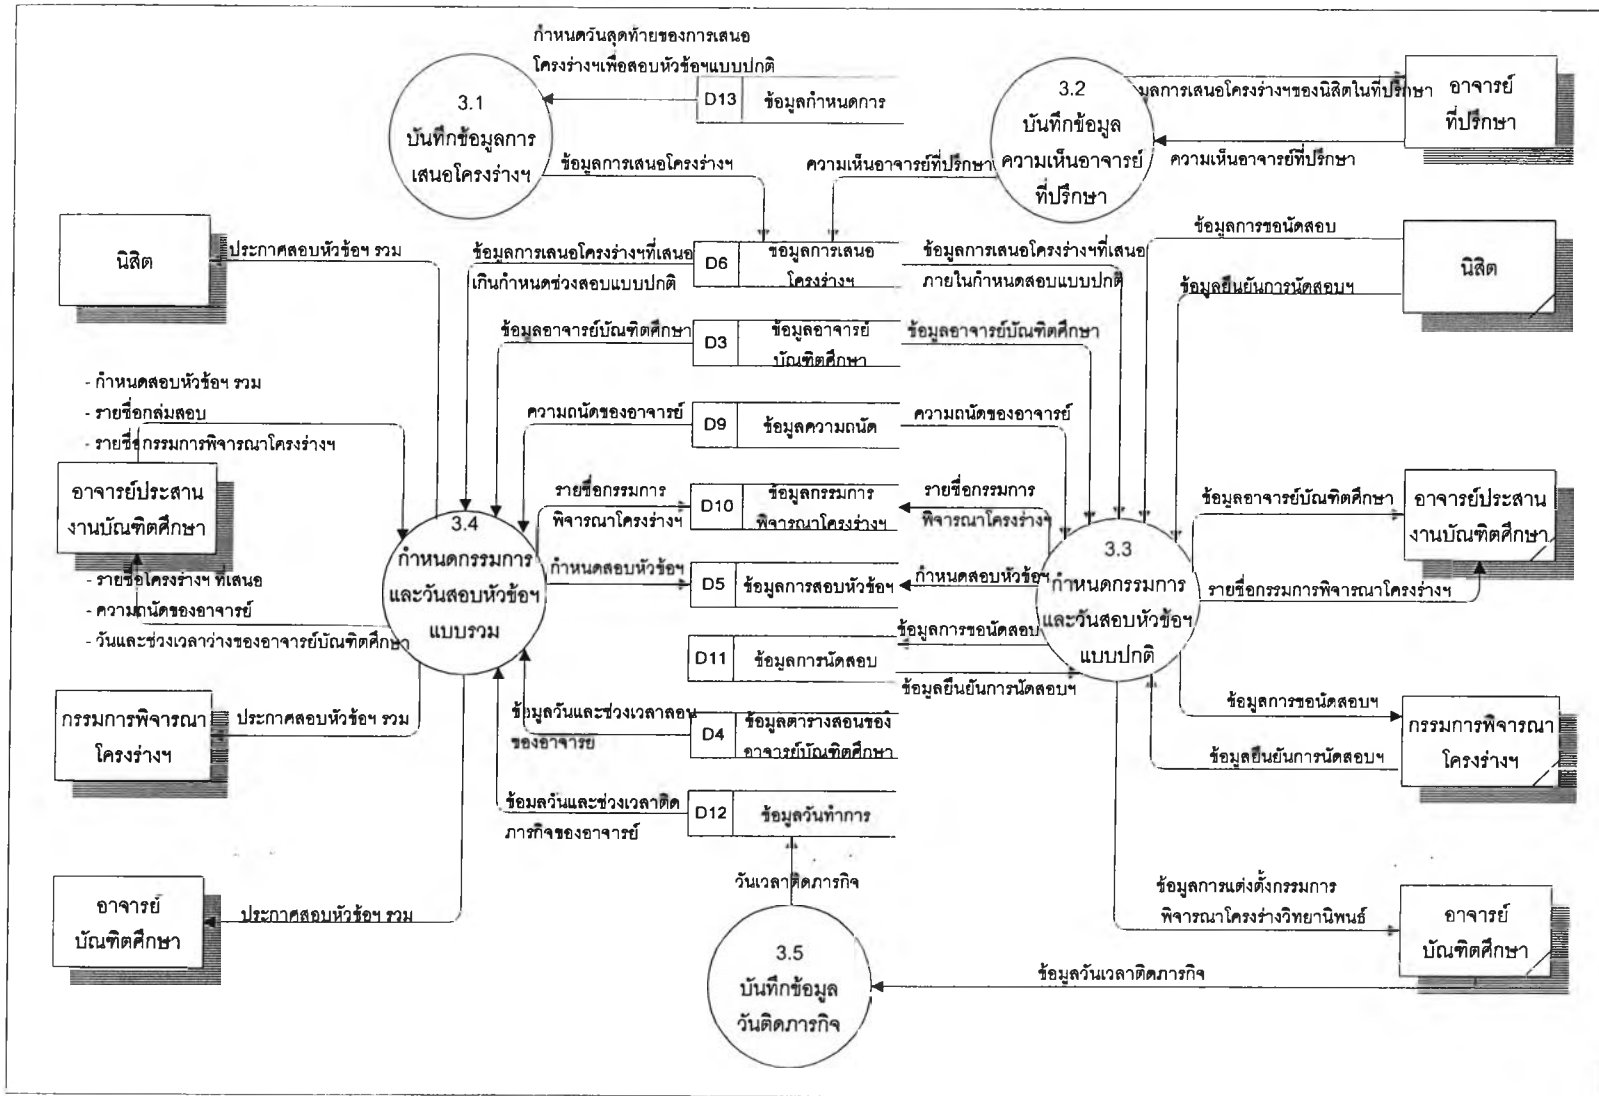 กำหนดวันสุดท้ายของการเสนอ
โครงร่างฯเพื่อสอบหัวข้อฯแบบปกติ
3.1
บันทึกข้อมูลการ
เสนอโครงร่างฯ
D13 ข้อมูลกำหนดการ
3.2
บันทึกข้อมูล
ความเห็นอาจารย์
ที่ปรึกษา
มูลการเสนอโครงร่างฯของนิสิตในที่ปรึกษา
อาจารย์
ที่ปรึกษา
ความเห็นอาจารย์ที่ปรึกษา
ข้อมูลการเสนอโครงร่างฯ
ความเห็นอาจารย์ที่ปรึกษา
นิสิต
ประกาศสอบหัวข้อฯ รวม
ข้อมูลการเสนอโครงร่างฯที่เสนอ
เกินกำหนดช่วงสอบแบบปกติ
D6 ข้อมูลการเสนอ
โครงร่างฯ
ข้อมูลการเสนอโครงร่างฯที่เสนอ
ภายในกำหนดสอบแบบปกติ
ข้อมูลการขอนัดสอบ
ข้อมูลยืนยันการนัดสอบฯ
นิสิต
ข้อมูลอาจารย์บัณฑิตศึกษา
D3 ข้อมูลอาจารย์
บัณฑิตศึกษา
ข้อมูลอาจารย์บัณฑิตศึกษา
- กำหนดสอบหัวข้อฯ รวม
- รายชื่อกลุ่มสอบ
- รายชื่อกรรมการพิจารณาโครงร่างฯ
ความถนัดของอาจารย์
D9 ข้อมูลความถนัด
ความถนัดของอาจารย์
อาจารย์ประสาน
งานบัณฑิตศึกษา
3.4
กำหนดกรรมการ
และวันสอบหัวข้อฯ
แบบรวม
รายชื่อกรรมการ
พิจารณาโครงร่างฯ
D10 ข้อมูลกรรมการ
พิจารณาโครงร่างฯ
รายชื่อกรรมการ
พิจารณาโครงร่างฯ
3.3
กำหนดกรรมการ
และวันสอบหัวข้อฯ
แบบปกติ
ข้อมูลอาจารย์บัณฑิตศึกษา
อาจารย์ประสาน
งานบัณฑิตศึกษา
- รายชื่อโครงร่างฯ ที่เสนอ
- ความถนัดของอาจารย์
- วันและช่วงเวลาว่างของอาจารย์บัณฑิตศึกษา
กำหนดสอบหัวข้อฯ
D5 ข้อมูลการสอบหัวข้อฯ
กำหนดสอบหัวข้อฯ
รายชื่อกรรมการพิจารณาโครงร่างฯ
ข้อมูลการขอนัดสอบ
D11 ข้อมูลการนัดสอบ
ข้อมูลยืนยันการนัดสอบฯ
กรรมการพิจารณา
โครงร่างฯ
ประกาศสอบหัวข้อฯ รวม
ข้อมูลวันและช่วงเวลาสอน
ของอาจารย์
D4 ข้อมูลตารางสอนของ
อาจารย์บัณฑิตศึกษา
ข้อมูลการขอนัดสอบฯ
ข้อมูลยืนยันการนัดสอบฯ
กรรมการพิจารณา
โครงร่างฯ
ข้อมูลวันและช่วงเวลาติด
ภารกิจของอาจารย์
D12 ข้อมูลวันทำการ
วันเวลาติดภารกิจ
อาจารย์
บัณฑิตศึกษา
ประกาศสอบหัวข้อฯ รวม
ข้อมูลการแต่งตั้งกรรมการ
พิจารณาโครงร่างวิทยานิพนธ์
อาจารย์
บัณฑิตศึกษา
3.5
บันทึกข้อมูล
วันติดภารกิจ
ข้อมูลวันเวลาติดภารกิจ